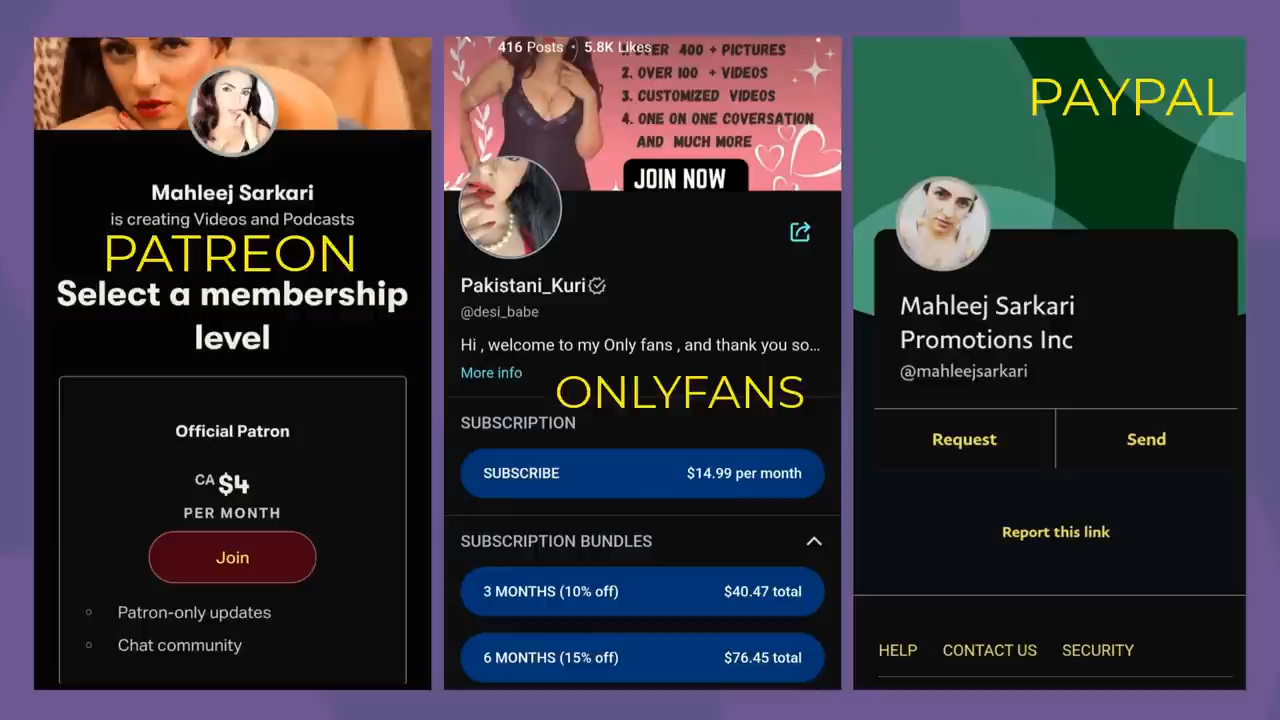 Mahleej Sarkari
is creating Videos and Podcasts
PATREON
Select a membership
level
Official Patron
CA $4
PER MONTH
Join
Patron-only updates
Chat community
416 Posts • 5.8K Likes
1. OVER 400 + PICTURES
2. OVER 100 + VIDEOS
3. CUSTOMIZED VIDEOS
4. ONE ON ONE COVERSATION
AND MUCH MORE
JOIN NOW
Pakistani_Kuri
@desi_babe
Hi , welcome to my Only fans , and thank you so...
More info
ONLYFANS
SUBSCRIPTION
SUBSCRIBE $14.99 per month
SUBSCRIPTION BUNDLES
3 MONTHS (10% off) $40.47 total
6 MONTHS (15% off) $76.45 total
PAYPAL
Mahleej Sarkari
Promotions Inc
@mahleejsarkari
Request Send
Report this link
HELP CONTACT US SECURITY